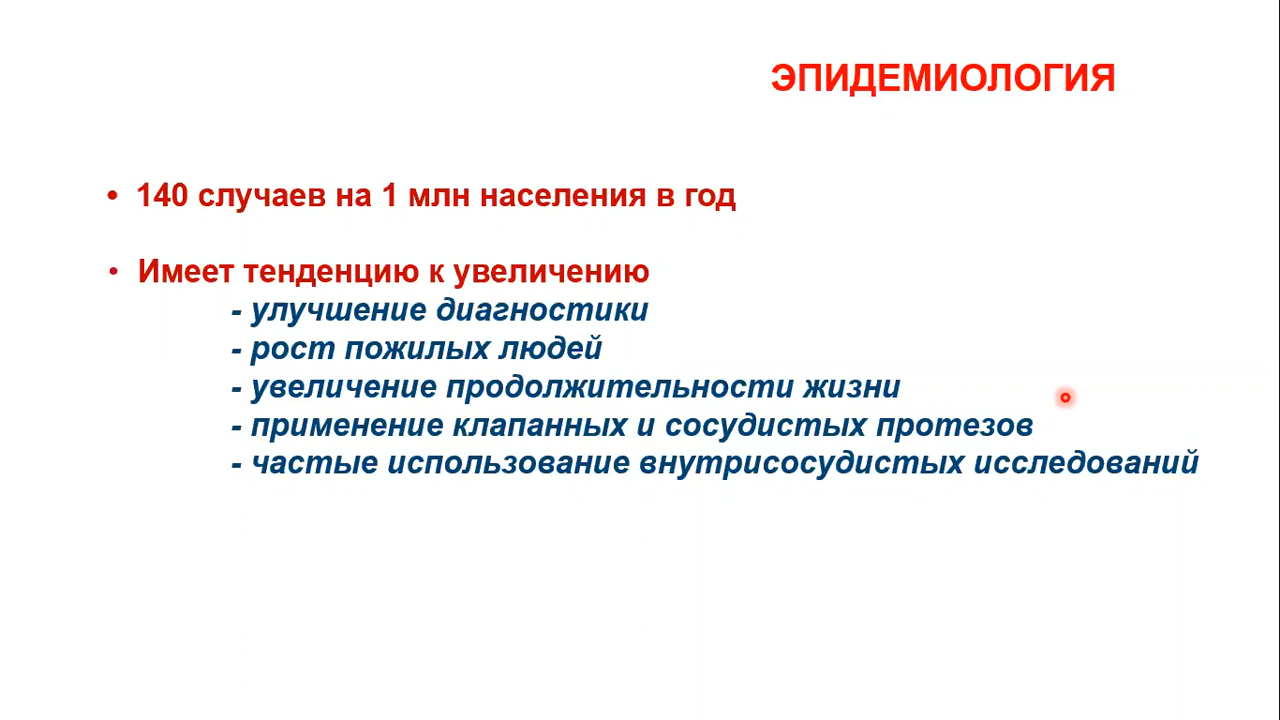 ЭПИДЕМИОЛОГИЯ
• 140 случаев на 1 млн населения в год
• Имеет тенденцию к увеличению
- улучшение диагностики
- рост пожилых людей
- увеличение продолжительности жизни
- применение клапанных и сосудистых протезов
- частые использование внутрисосудистых исследований